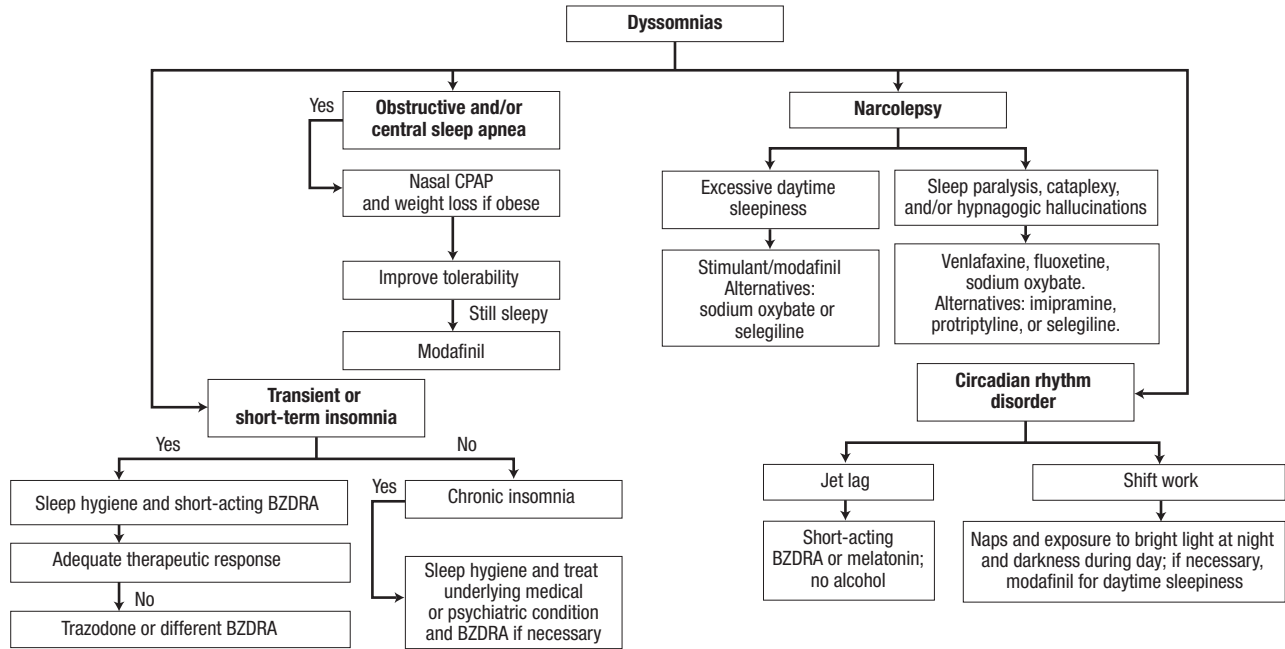 Dyssomnias
Yes
Obstructive and/or
central sleep apnea
Nasal CPAP
and weight loss if obese
Improve tolerability
Still sleepy
Modafinil
Narcolepsy
Excessive daytime
sleepiness
Stimulant/modafinil
Alternatives:
sodium oxybate or
selegiline
Sleep paralysis, cataplexy,
and/or hypnagogic hallucinations
Venlafaxine, fluoxetine,
sodium oxybate.
Alternatives: imipramine,
protriptyline, or selegiline.
Transient or
short-term insomnia
Yes
No
Sleep hygiene and short-acting BZDRA
Adequate therapeutic response
No
Trazodone or different BZDRA
Yes
Chronic insomnia
Sleep hygiene and treat
underlying medical
or psychiatric condition
and BZDRA if necessary
Circadian rhythm
disorder
Jet lag
Short-acting
BZDRA or melatonin;
no alcohol
Shift work
Naps and exposure to bright light at night
and darkness during day; if necessary,
modafinil for daytime sleepiness